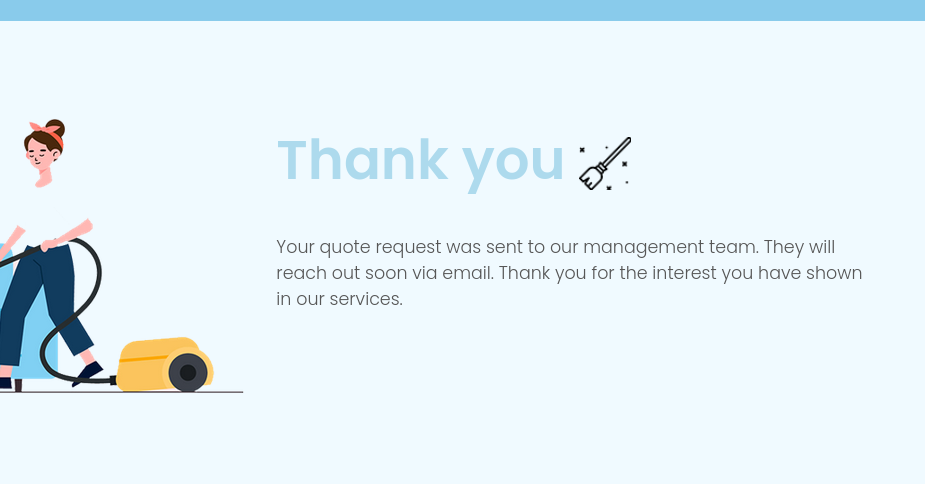 Thank you
Your quote request was sent to our management team. They will
reach out soon via email. Thank you for the interest you have shown
in our services.